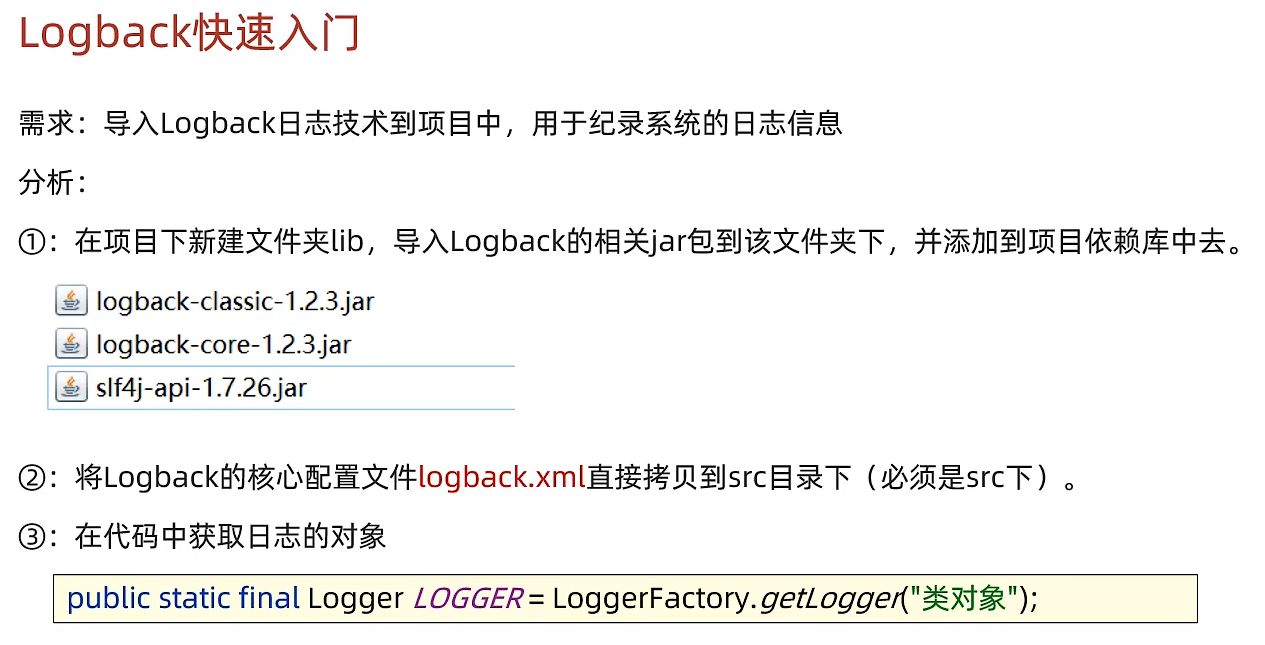 Logback快速入门
需求：导入Logback日志技术到项目中，用于纪录系统的日志信息
分析：
①：在项目下新建文件夹lib，导入Logback的相关jar包到该文件夹下，并添加到项目依赖库中去。
logback-classic-1.2.3.jar
logback-core-1.2.3.jar
slf4j-api-1.7.26.jar
②：将Logback的核心配置文件logback.xml直接拷贝到src目录下（必须是src下）。
③：在代码中获取日志的对象
public static final Logger LOGGER = LoggerFactory.getLogger("类对象");